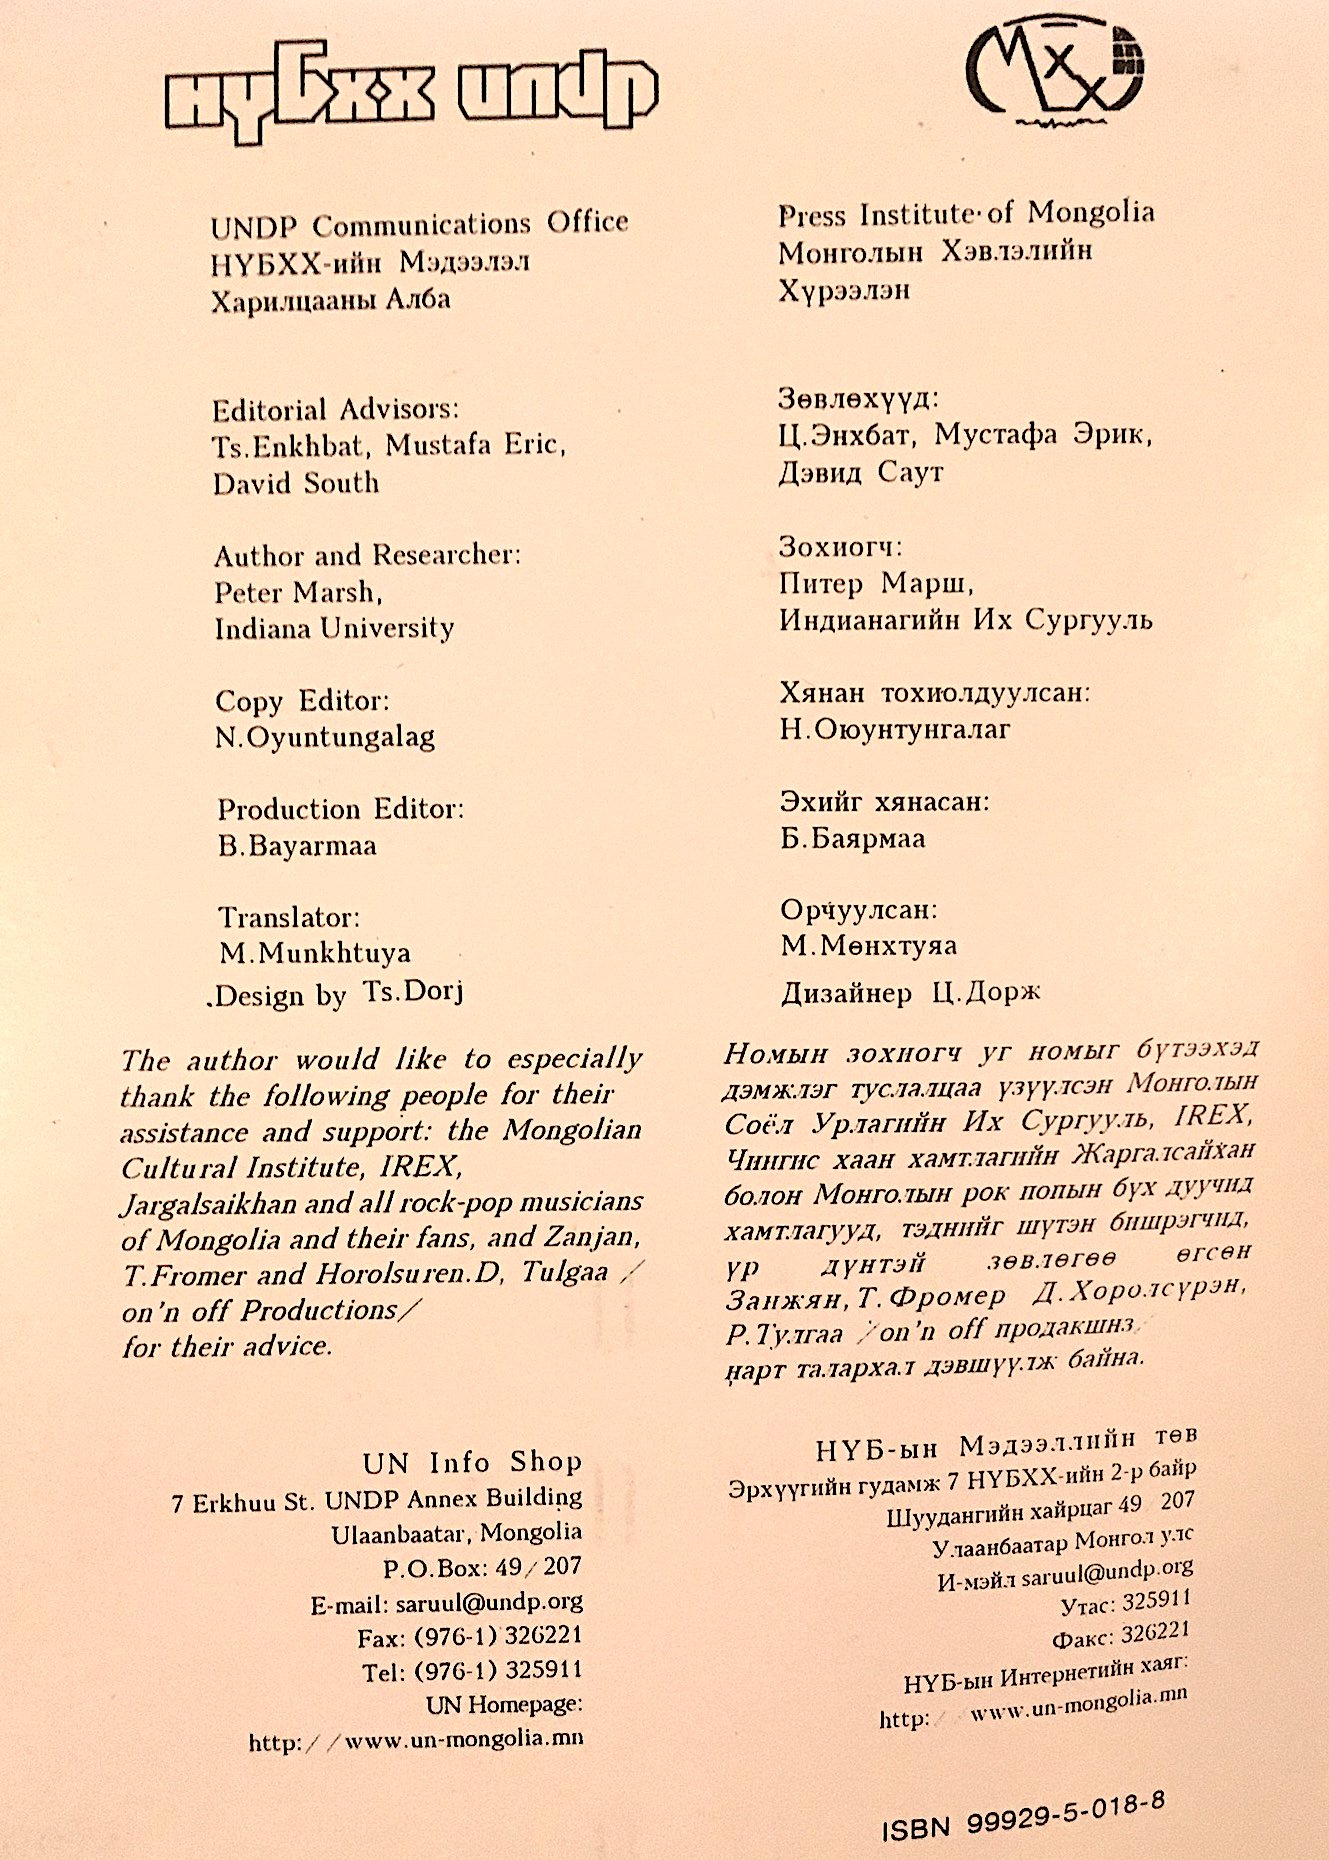 НҮБХХ UNDP
МХХ
UNDP Communications Office
НҮБХХ-ийн Мэдээлэл
Харилцааны Алба
Press Institute of Mongolia
Монголын Хэвлэлийн
Хүрээлэн
Editorial Advisors:
Ts.Enkhbat, Mustafa Eric,
David South
Зөвлөхүүд:
Ц.Энхбат, Мустафа Эрик,
Дэвид Саут
Author and Researcher:
Peter Marsh,
Indiana University
Зохиогч:
Питер Марш,
Индианагийн Их Сургууль
Copy Editor:
N.Oyuntungalag
Хянан тохиолдуулсан:
Н.Оюунтунгалаг
Production Editor:
B.Bayarmaa
Эхийг хянасан:
Б.Баярмаа
Translator:
M.Munkhtuya
.Design by Ts.Dorj
Орчуулсан:
М.Мөнхтуяа
Дизайнер Ц.Дорж
The author would like to especially
thank the following people for their
assistance and support: the Mongolian
Cultural Institute, IREX,
Jargalsaikhan and all rock-pop musicians
of Mongolia and their fans, and Zanjan,
T.Fromer and Horolsuren.D, Tulgaa /
on'n off Productions/
for their advice.
Номын зохиогч уг номыг бүтээхэд
дэмжлэг туслалцаа үзүүлсэн Монголын
Соёл Урлагийн Их Сургууль, IREX,
Чингис хаан хамтлагийн Жаргалсайхан
болон Монголын рок попын бүх дуучид
хамтлагууд, тэднийг шүтэн бишрэгчид,
үр дүнтэй зөвлөгөө өгсөн
Занжян, Т.Фромер Д.Хоролсүрэн,
Р.Тулгаа /on'n off продакшнз/
нарт талархал дэвшүүлж байна.
UN Info Shop
7 Erkhuu St. UNDP Annex Building
Ulaanbaatar, Mongolia
P.O.Box: 49/207
E-mail: saruul@undp.org
Fax: (976-1) 326221
Tel: (976-1) 325911
UN Homepage:
http://www.un-mongolia.mn
НҮБ-ын Мэдээллийн төв
Эрхүүгийн гудамж 7 НҮБХХ-ийн 2-р байр
Шуудангийн хайрцаг 49 207
Улаанбаатар Монгол улс
И-мэйл saruul@undp.org
Утас: 325911
Факс: 326221
НҮБ-ын Интернетийн хаяг:
http:// www.un-mongolia.mn
ISBN 99929-5-018-8